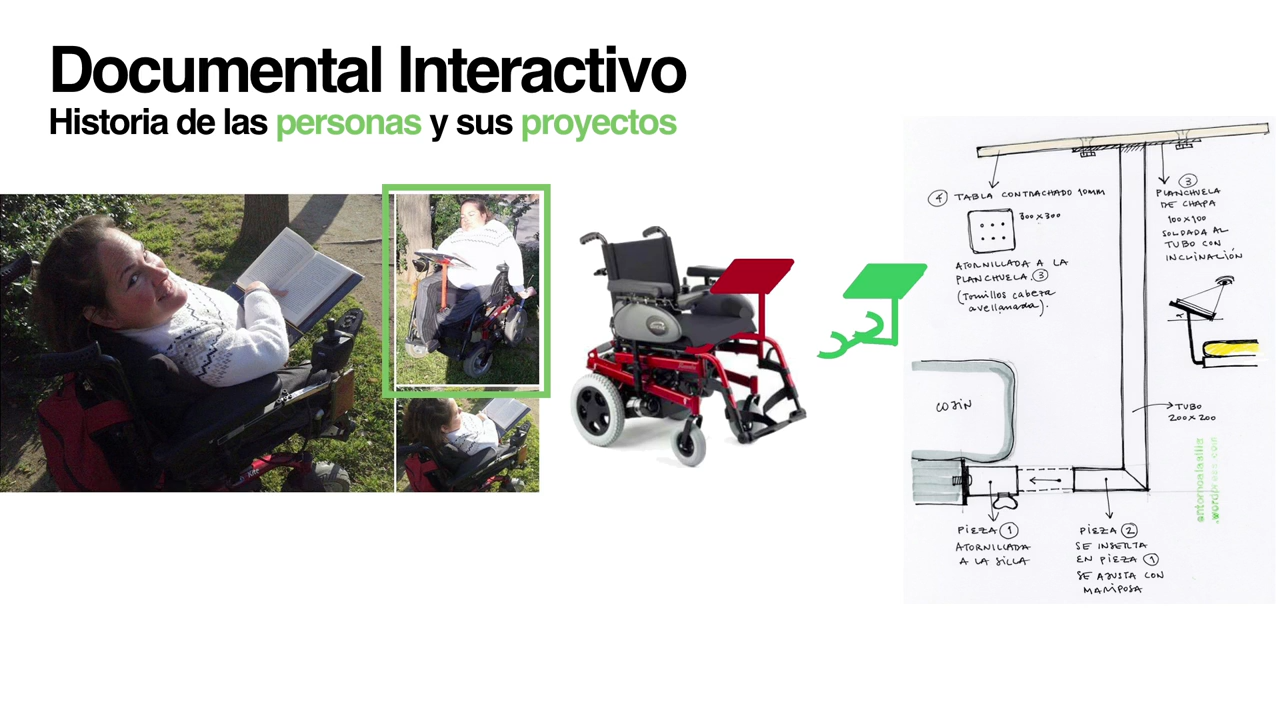 Documental Interactivo
Historia de las personas y sus proyectos
4 TABLA CONTRACHADO 10MM
300 X 300
ATORNILLADA A LA
PLANCHUELA. 3
(Tornillos cabeza
avellanada).
3
PLANCHUELA
DE CHAPA
100 X 100
SOLDADA AL
TUBO CON
INCLINACIÓN
COJIN
TUBO
200 X 200
entornoalasilla
.wordpress.com
PIEZA 1
ATORNILLADA
A LA SILLA
PIEZA 2
SE INSERTA
EN PIEZA 1
SE AJUSTA CON
MARIPOSA